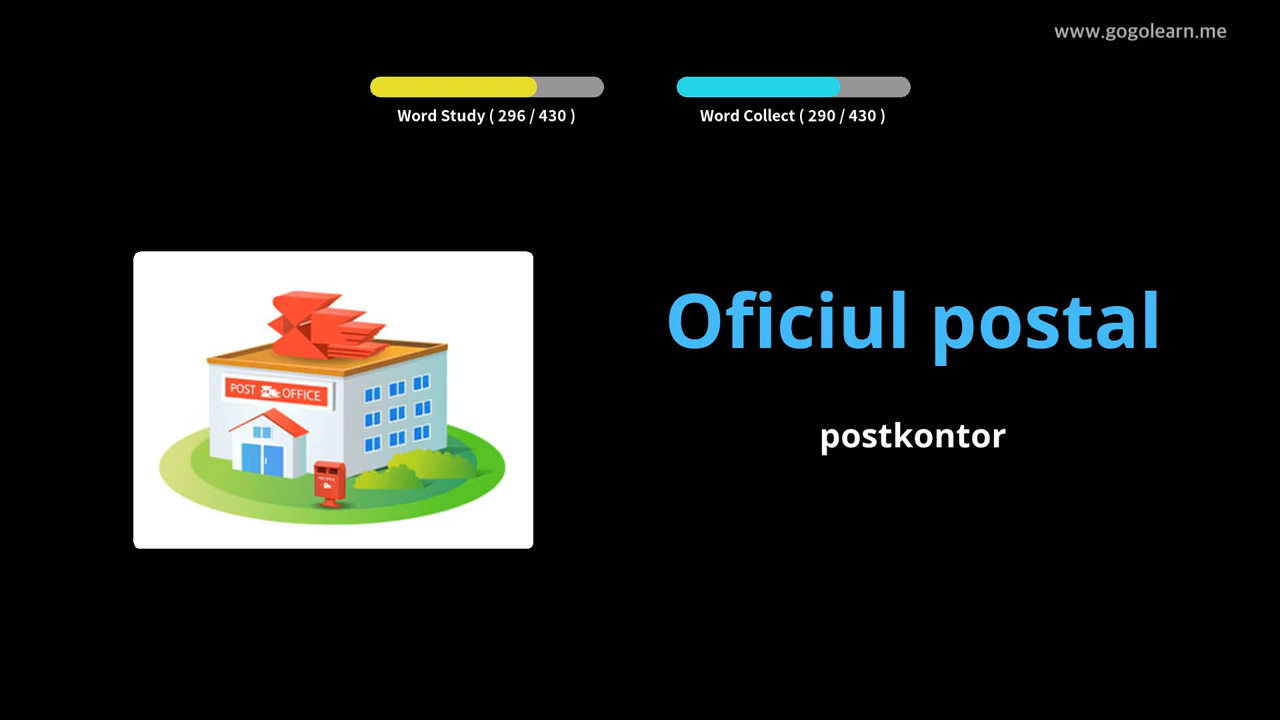 www.gogolearn.me
Word Study ( 296 / 430 )
Word Collect ( 290 / 430 )
POST OFFICE
Oficiul postal
postkontor